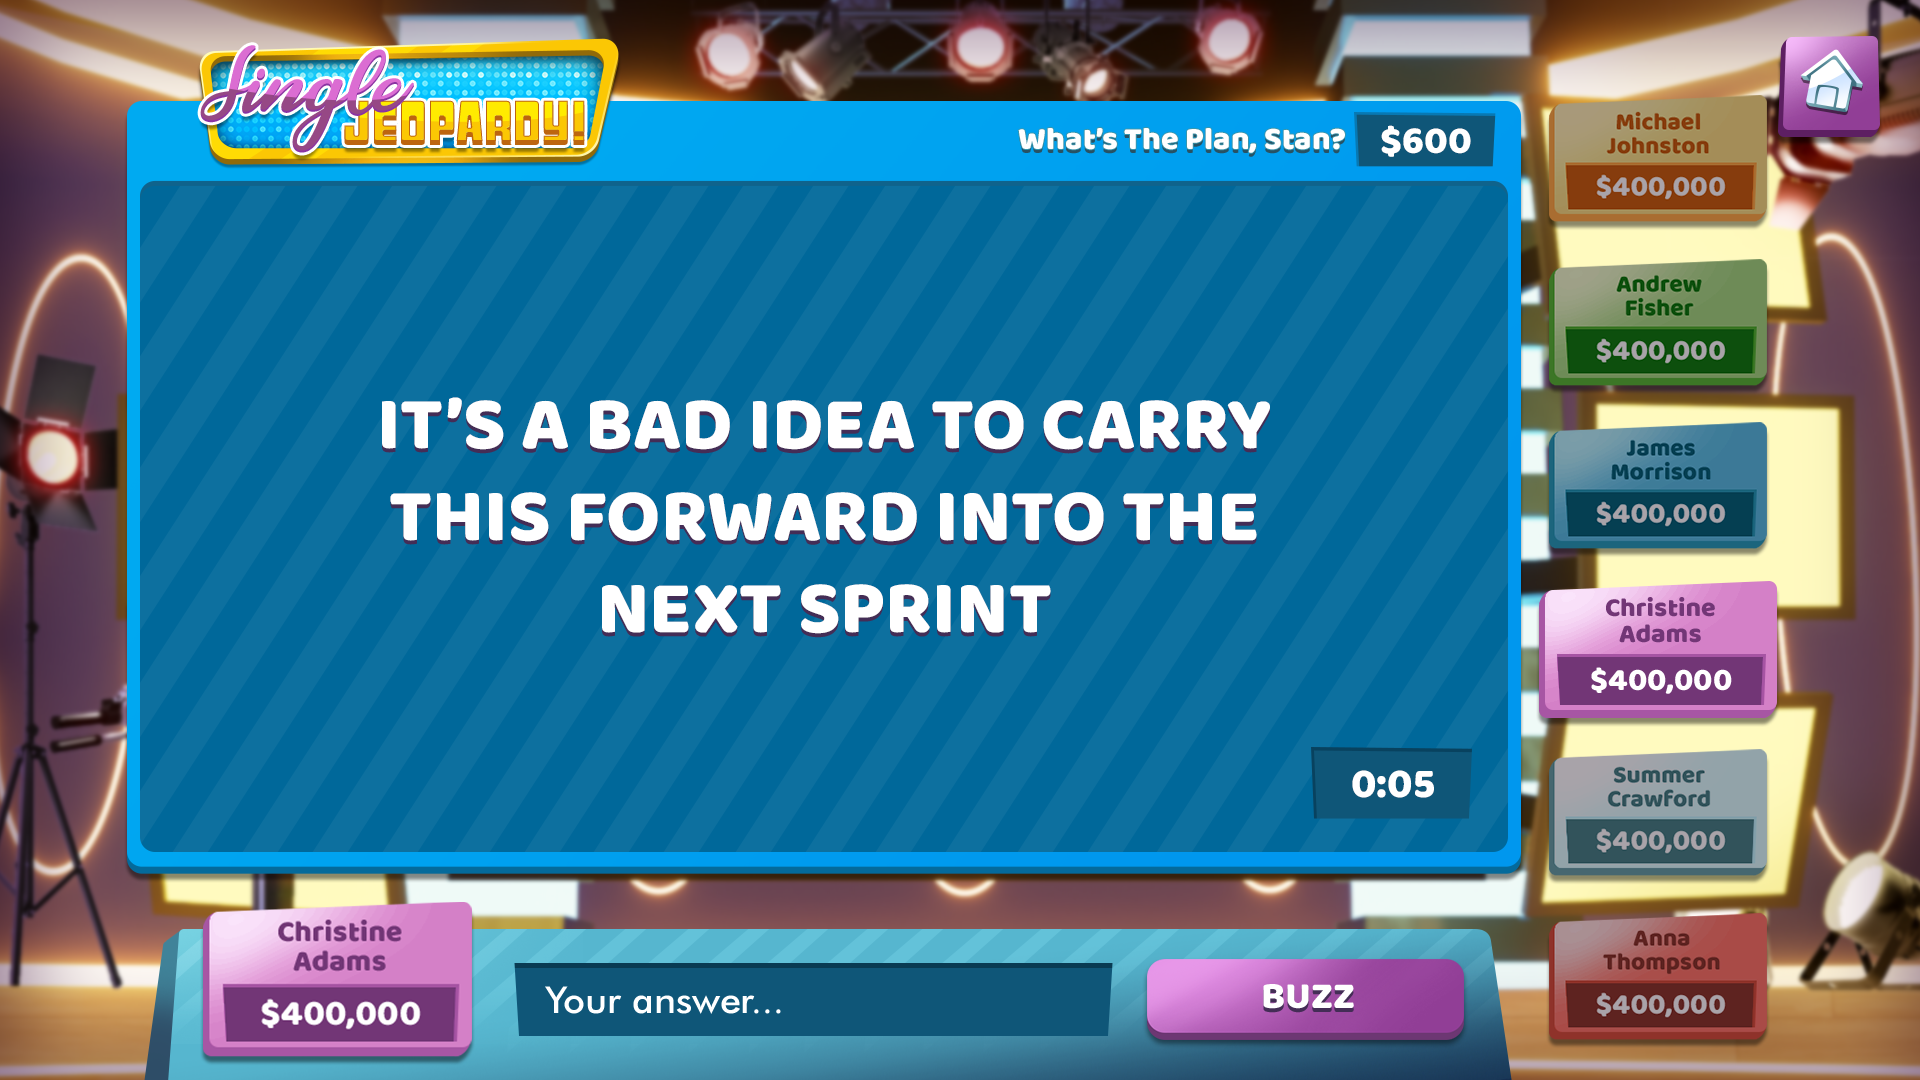 Jingle
JEOPARDY!
What's The Plan, Stan?
$600
IT'S A BAD IDEA TO CARRY
THIS FORWARD INTO THE
NEXT SPRINT
0:05
Michael
Johnston
$400,000
Andrew
Fisher
$400,000
James
Morrison
$400,000
Christine
Adams
$400,000
Summer
Crawford
$400,000
Anna
Thompson
$400,000
Christine
Adams
$400,000
Your answer...
BUZZ